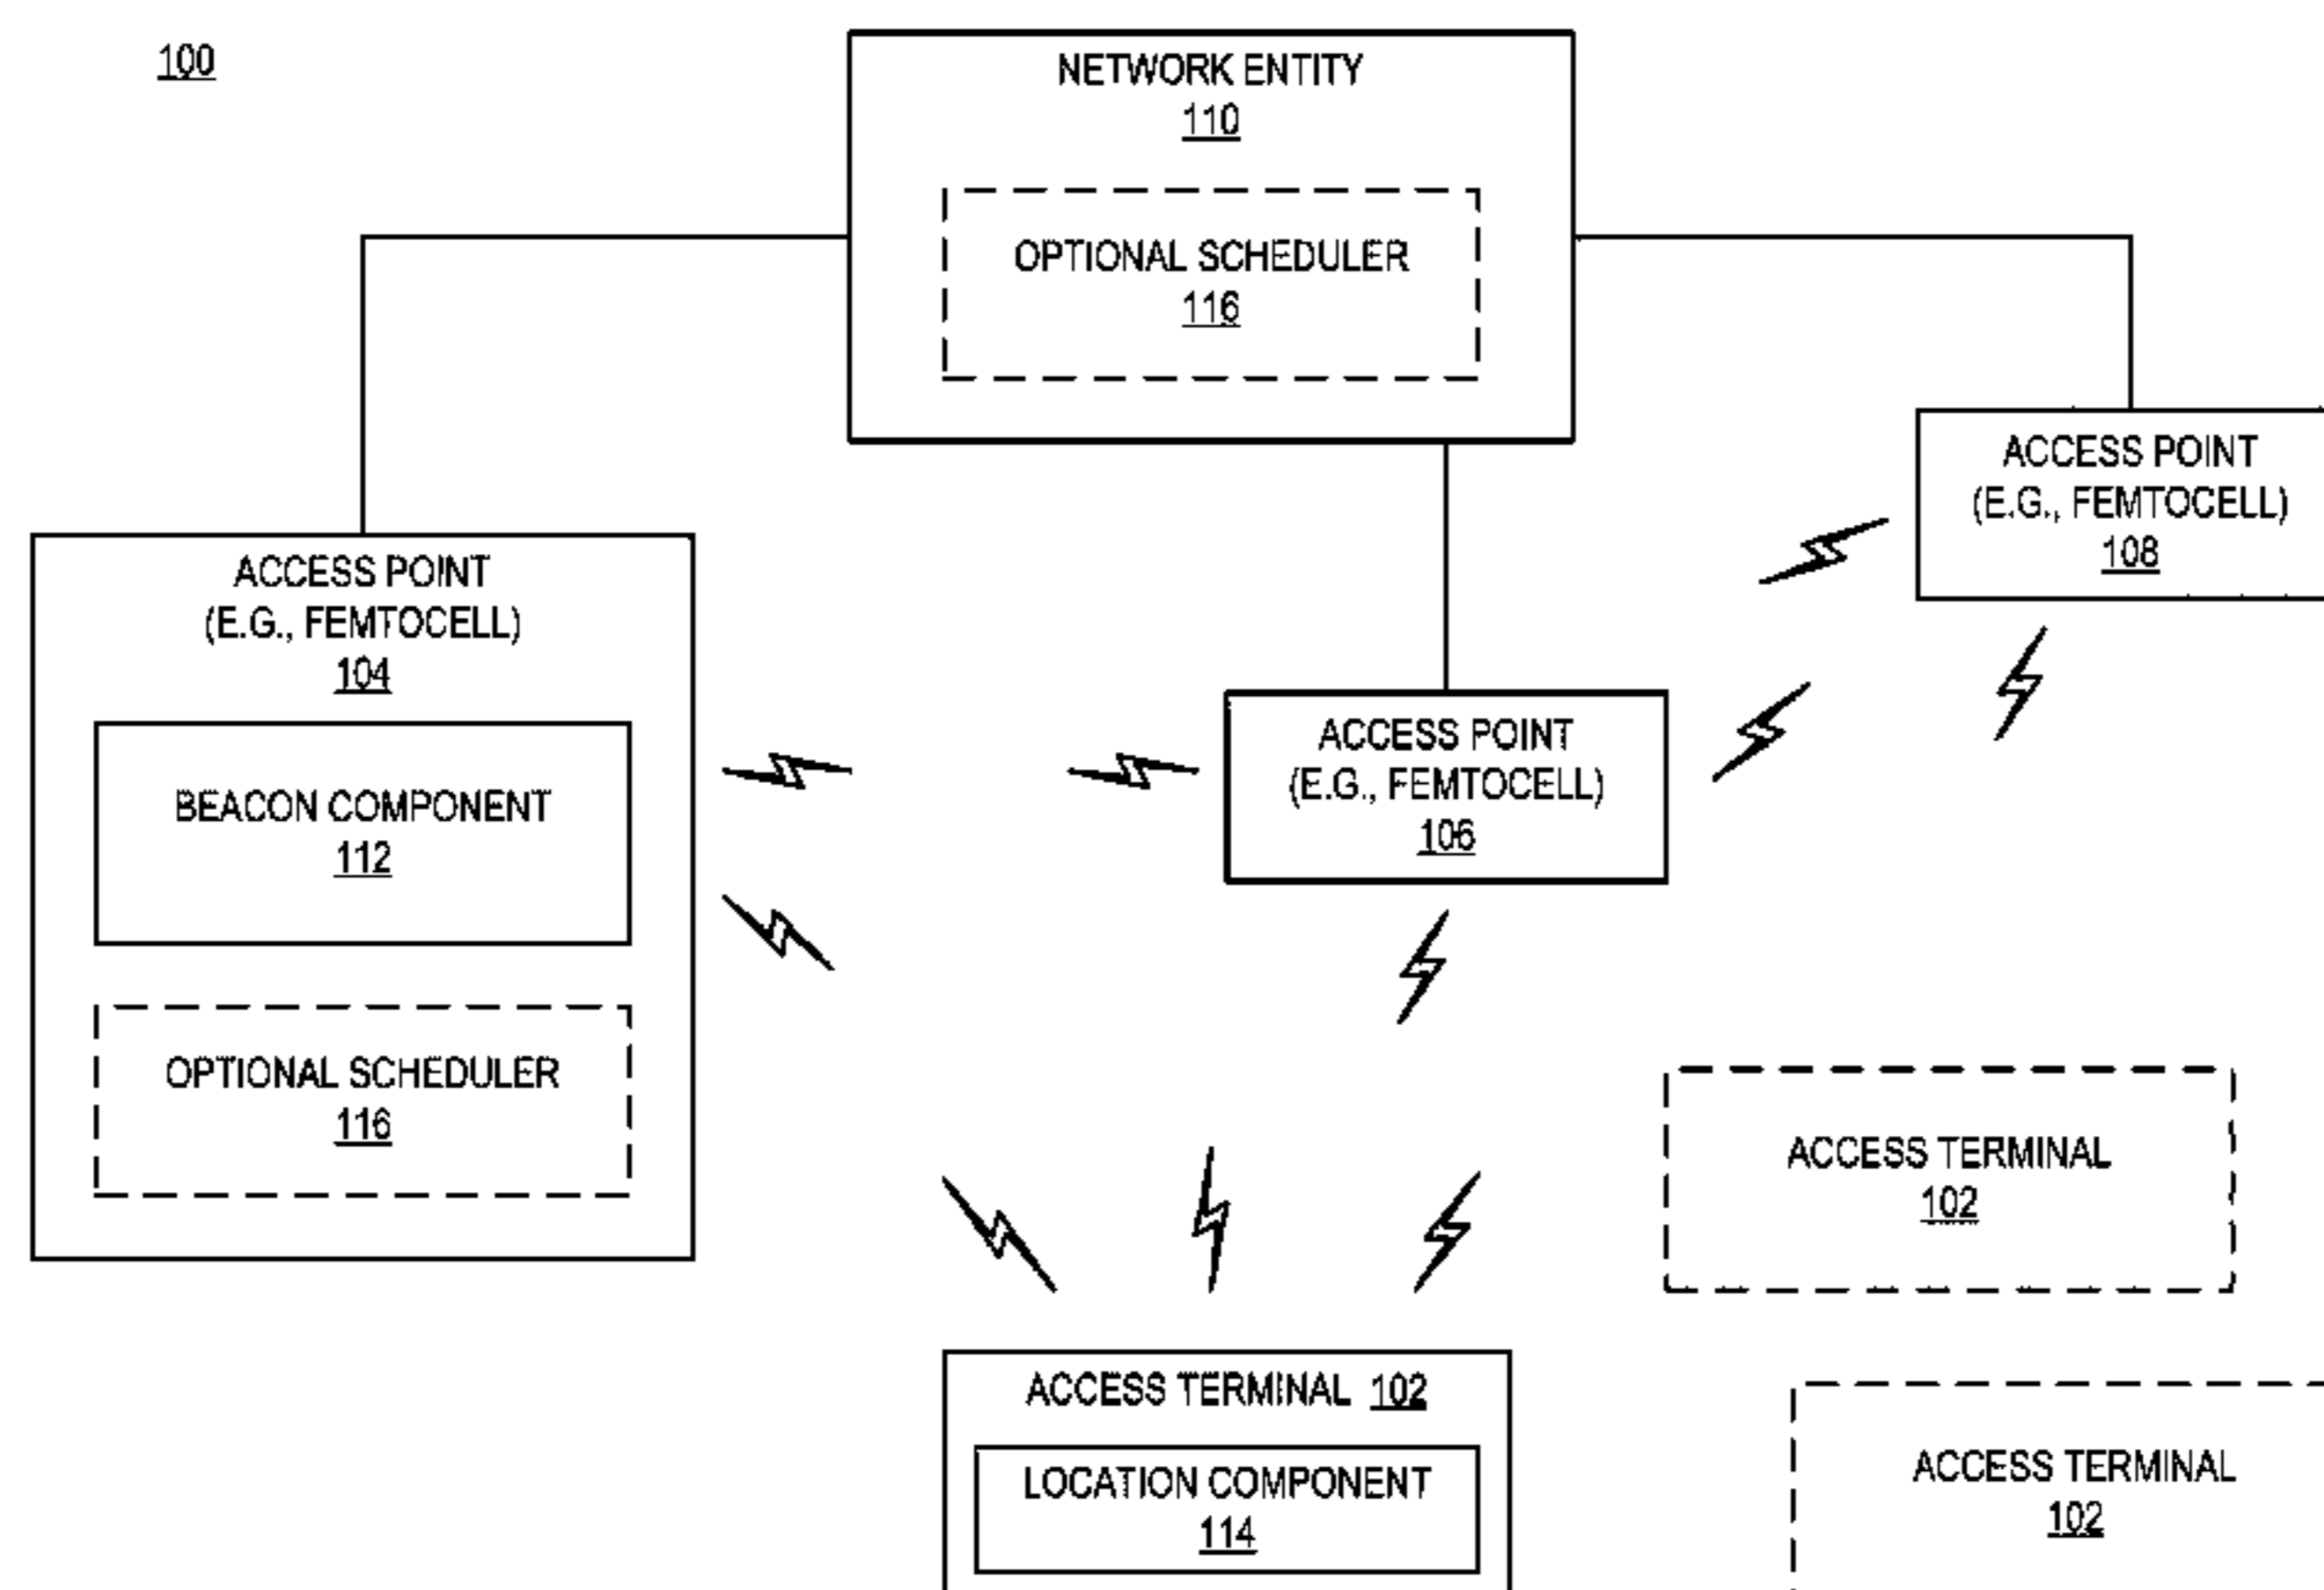 100
NETWORK ENTITY
110
OPTIONAL SCHEDULER
116
ACCESS POINT
(E.G., FEMTOCELL)
108
ACCESS POINT
(E.G., FEMTOCELL)
104
BEACON COMPONENT
112
OPTIONAL SCHEDULER
116
ACCESS POINT
(E.G., FEMTOCELL)
106
ACCESS TERMINAL
102
ACCESS TERMINAL 102
LOCATION COMPONENT
114
ACCESS TERMINAL
102